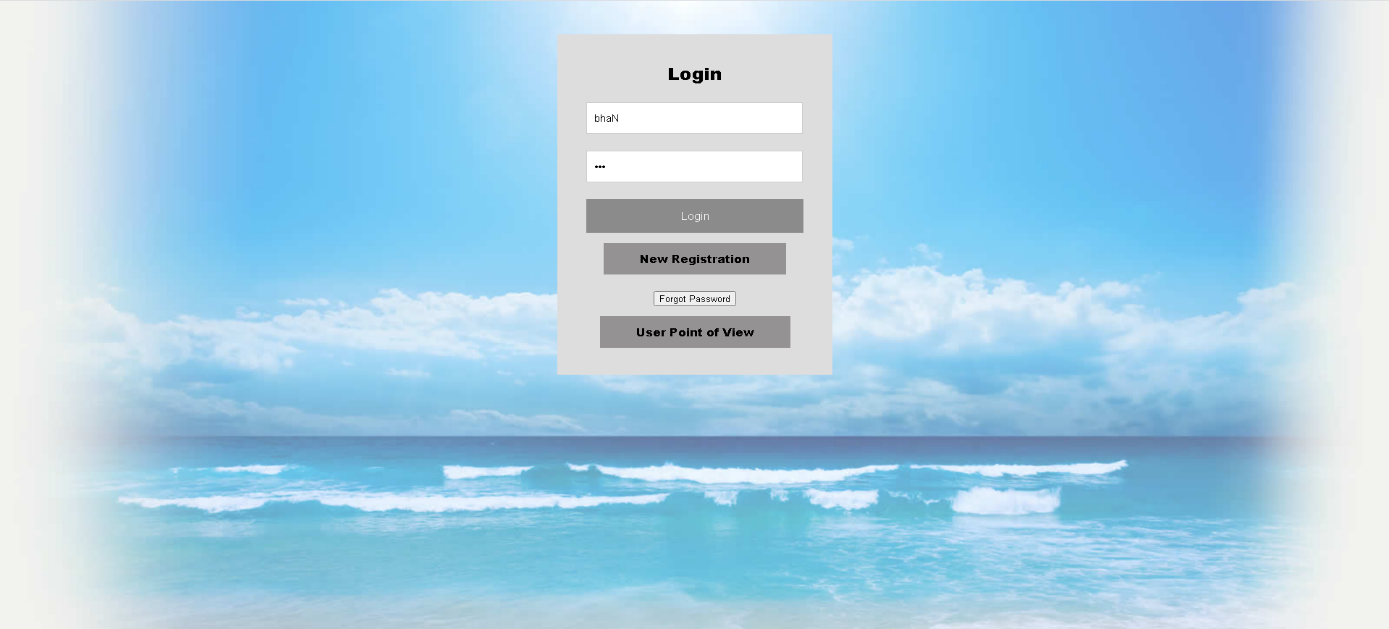 Login
bhaN
•••
Login
New Registration
Forgot Password
User Point of View